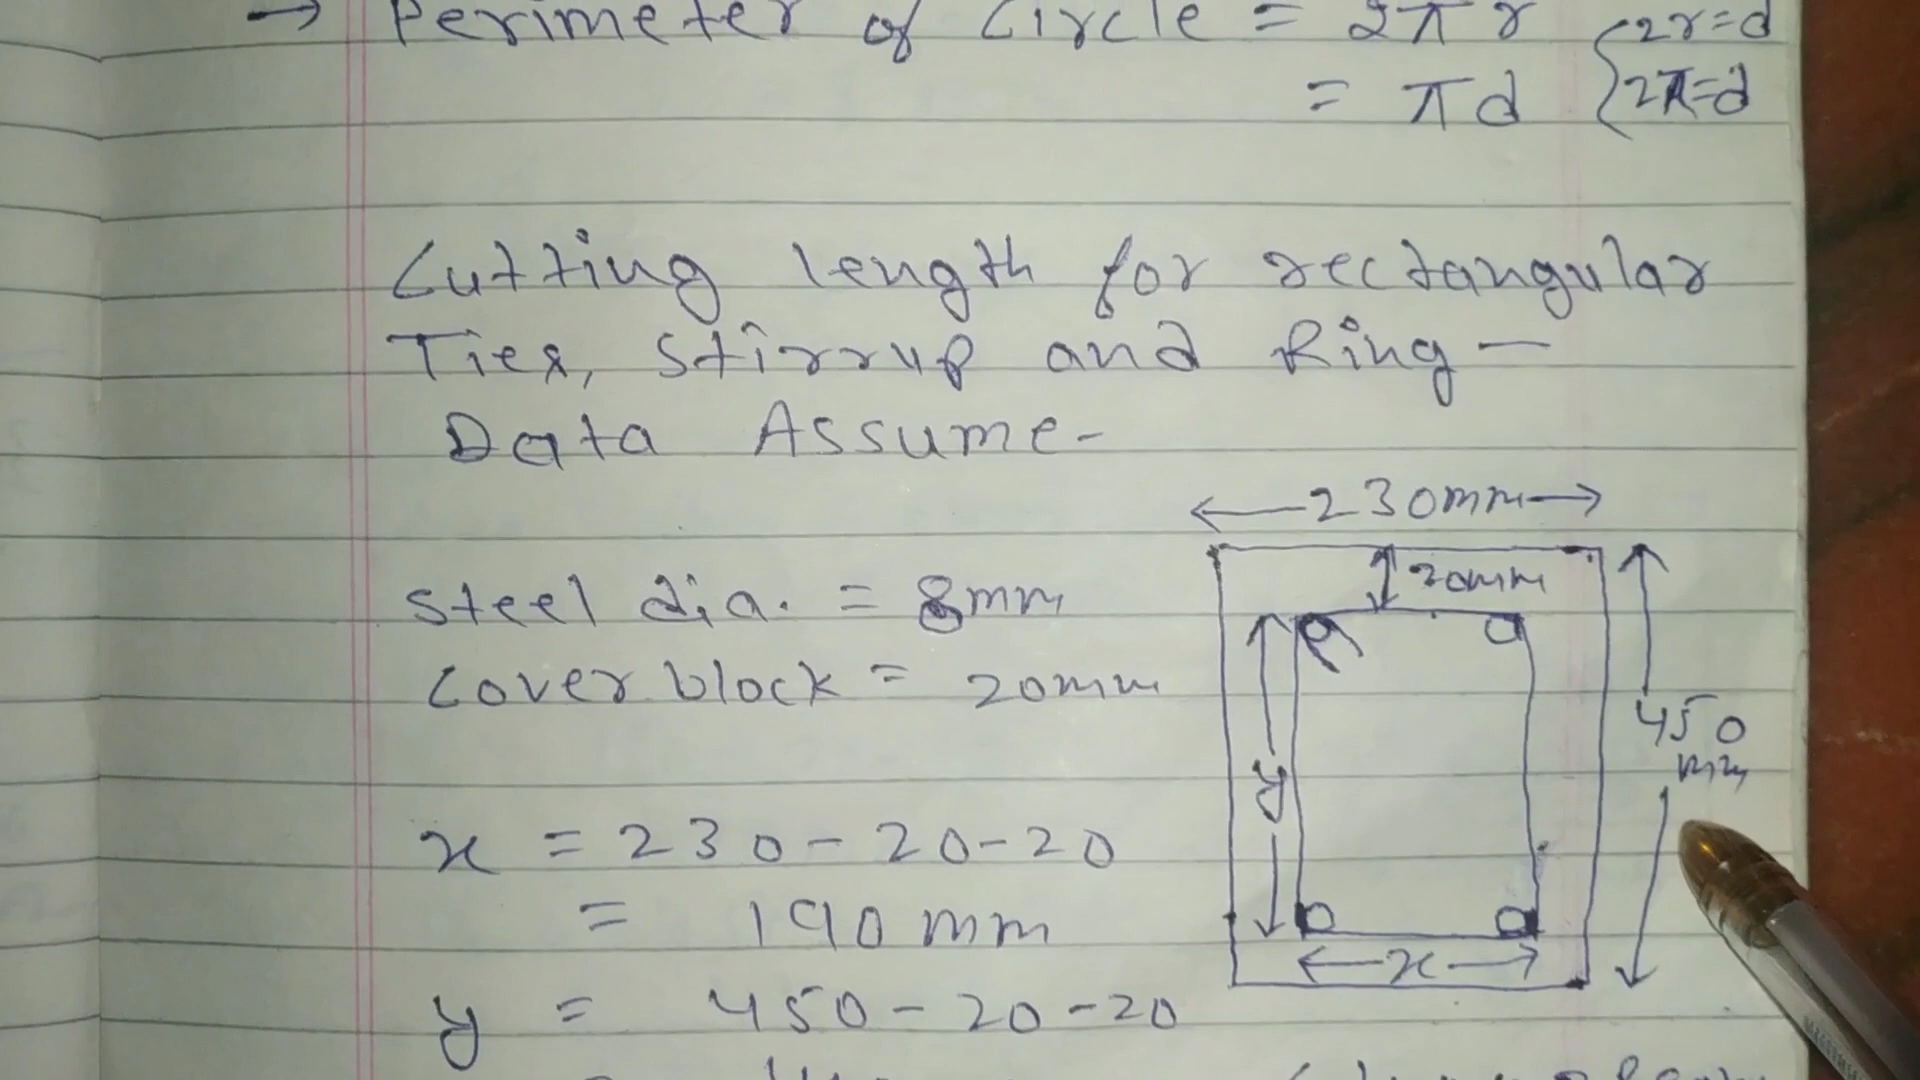 → Perimeter of Circle = 2πr {2r=d
= πd {2π=d
Cutting length for rectangular
Ties, Stirrup and Ring—
Data Assume-
230mm
20mm
Steel dia. = 8mm
Cover block = 20mm
450
mm
y
x = 230-20-20
= 190 mm
x
y = 450-20-20